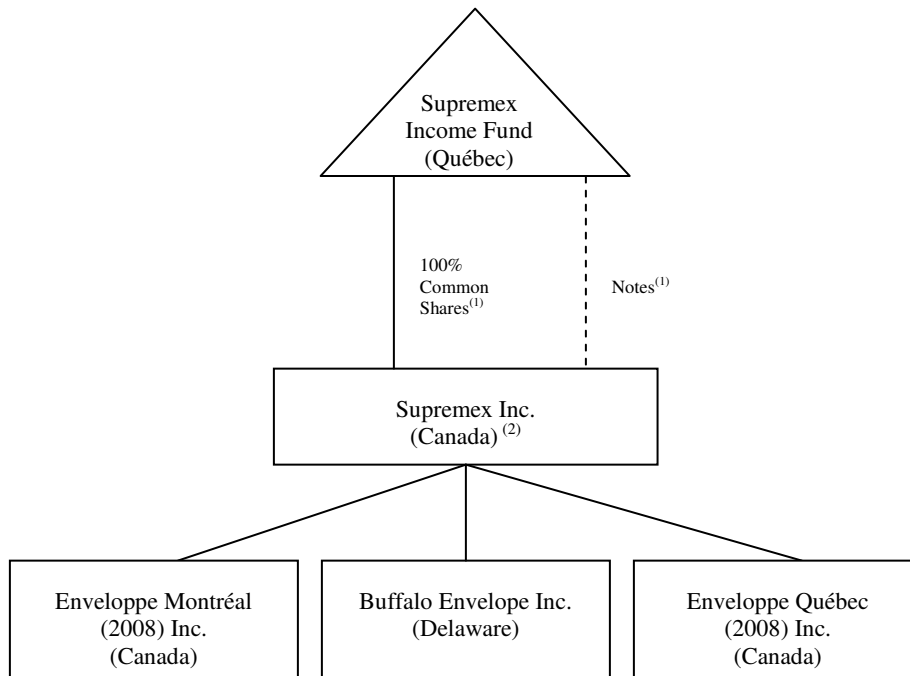 Supremex
Income Fund
(Québec)
100%
Common
Shares(1)
Notes(1)
Supremex Inc.
(Canada) (2)
Enveloppe Montréal
(2008) Inc.
(Canada)
Buffalo Envelope Inc.
(Delaware)
Enveloppe Québec
(2008) Inc.
(Canada)